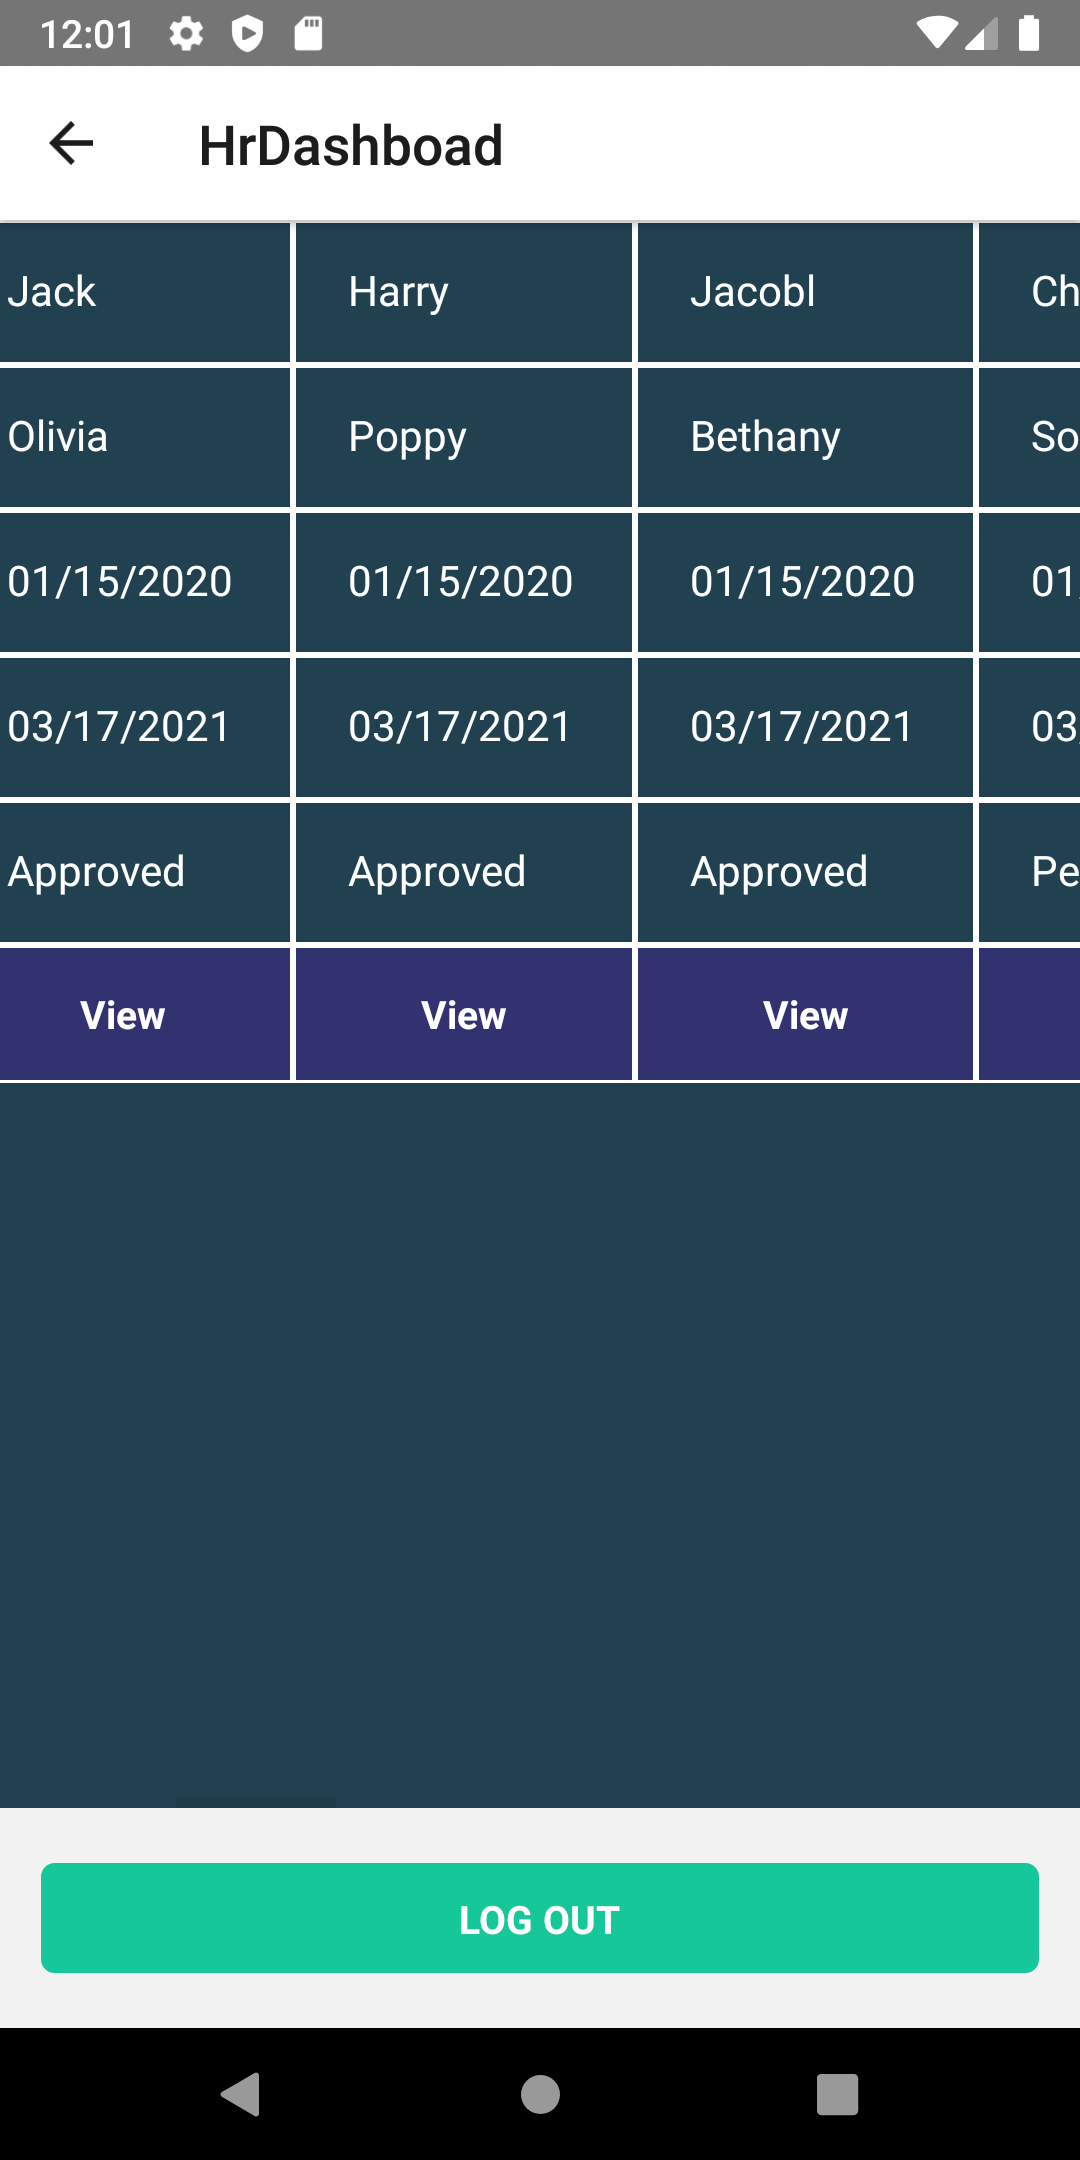 12:01
HrDashboad
Jack Harry Jacobl Ch
Olivia Poppy Bethany So
01/15/2020 01/15/2020 01/15/2020 01/
03/17/2021 03/17/2021 03/17/2021 03/
Approved Approved Approved Pe
View View View
LOG OUT